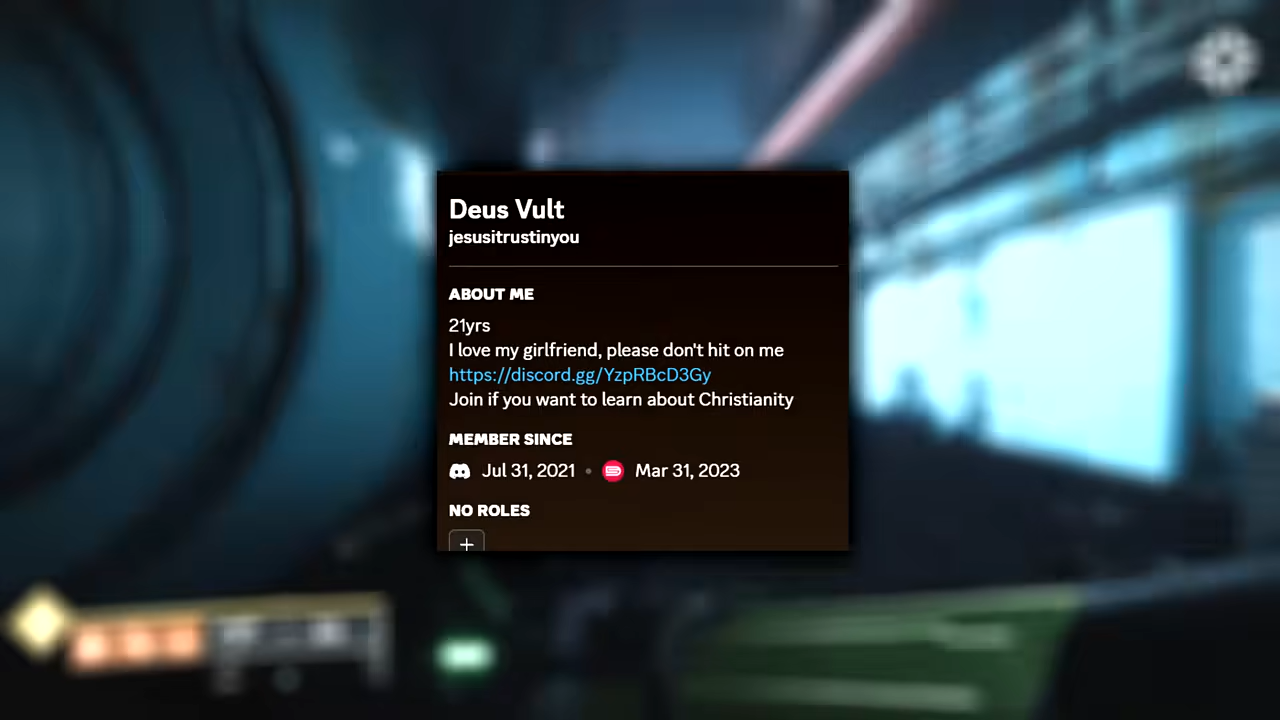 Deus Vult
jesusitrustinyou
ABOUT ME
21yrs
I love my girlfriend, please don't hit on me
https://discord.gg/YzpRBcD3Gy
Join if you want to learn about Christianity
MEMBER SINCE
Jul 31, 2021 • Mar 31, 2023
NO ROLES
+